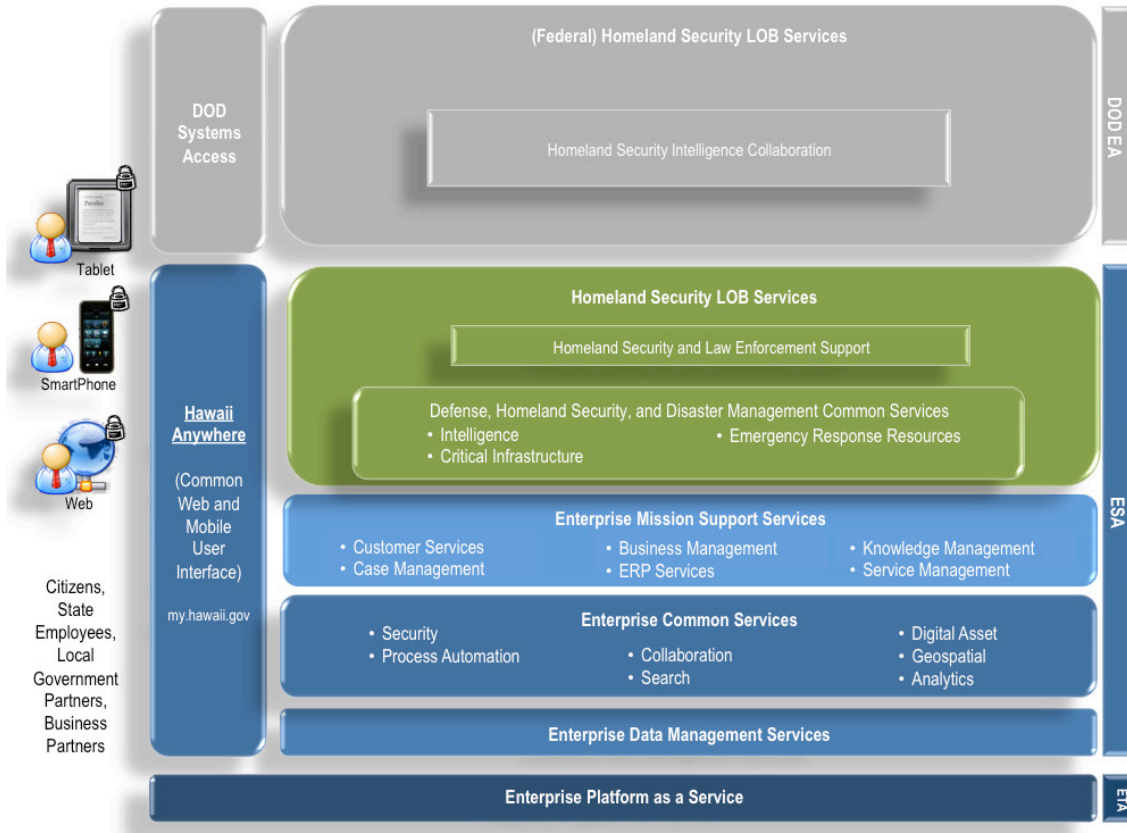 (Federal) Homeland Security LOB Services
DOD
Systems
Access
Homeland Security Intelligence Collaboration
DOD EA
Tablet
SmartPhone
Web
Citizens,
State
Employees,
Local
Government
Partners,
Business
Partners
Hawaii
Anywhere
(Common
Web and
Mobile
User
Interface)
my.hawaii.gov
Homeland Security LOB Services
Homeland Security and Law Enforcement Support
Defense, Homeland Security, and Disaster Management Common Services
• Intelligence
• Critical Infrastructure
• Emergency Response Resources
Enterprise Mission Support Services
• Customer Services
• Case Management
• Business Management
• ERP Services
• Knowledge Management
• Service Management
Enterprise Common Services
• Security
• Process Automation
• Collaboration
• Search
• Digital Asset
• Geospatial
• Analytics
Enterprise Data Management Services
ESA
Enterprise Platform as a Service
ETA